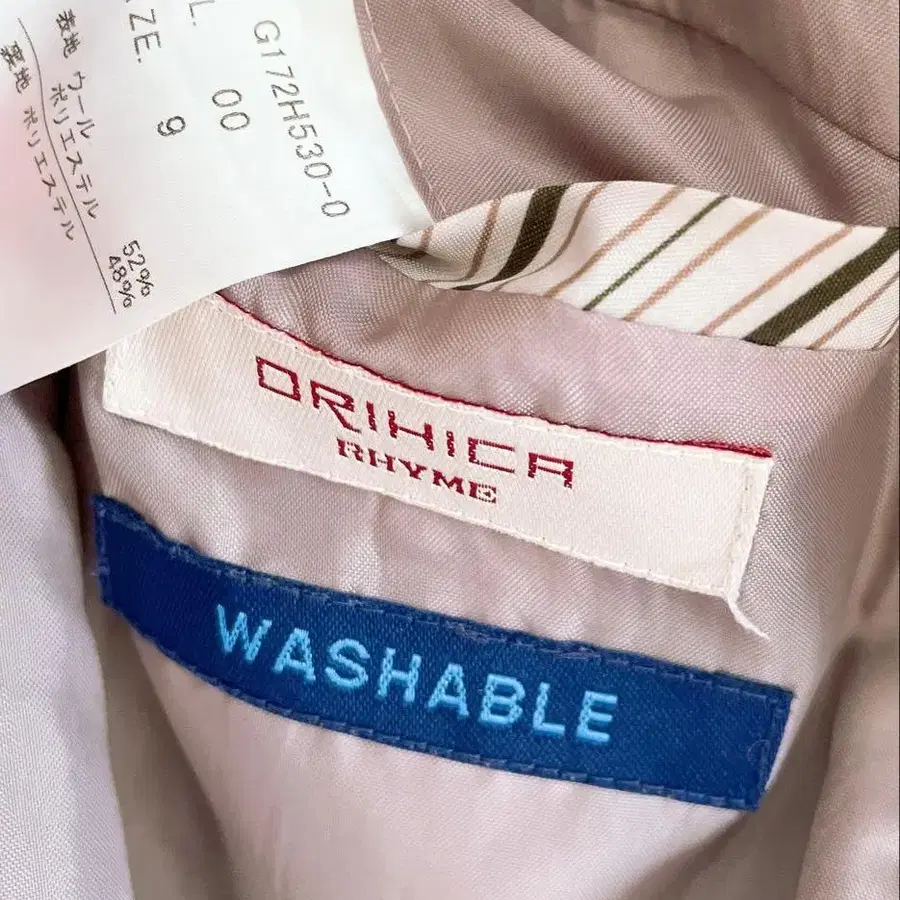 G172H530-0
L. 00
IZE. 9
表地 ウール 52%
ポリエステル 48%
裏地 ポリエステル
ORIHICA
RHYME
WASHABLE